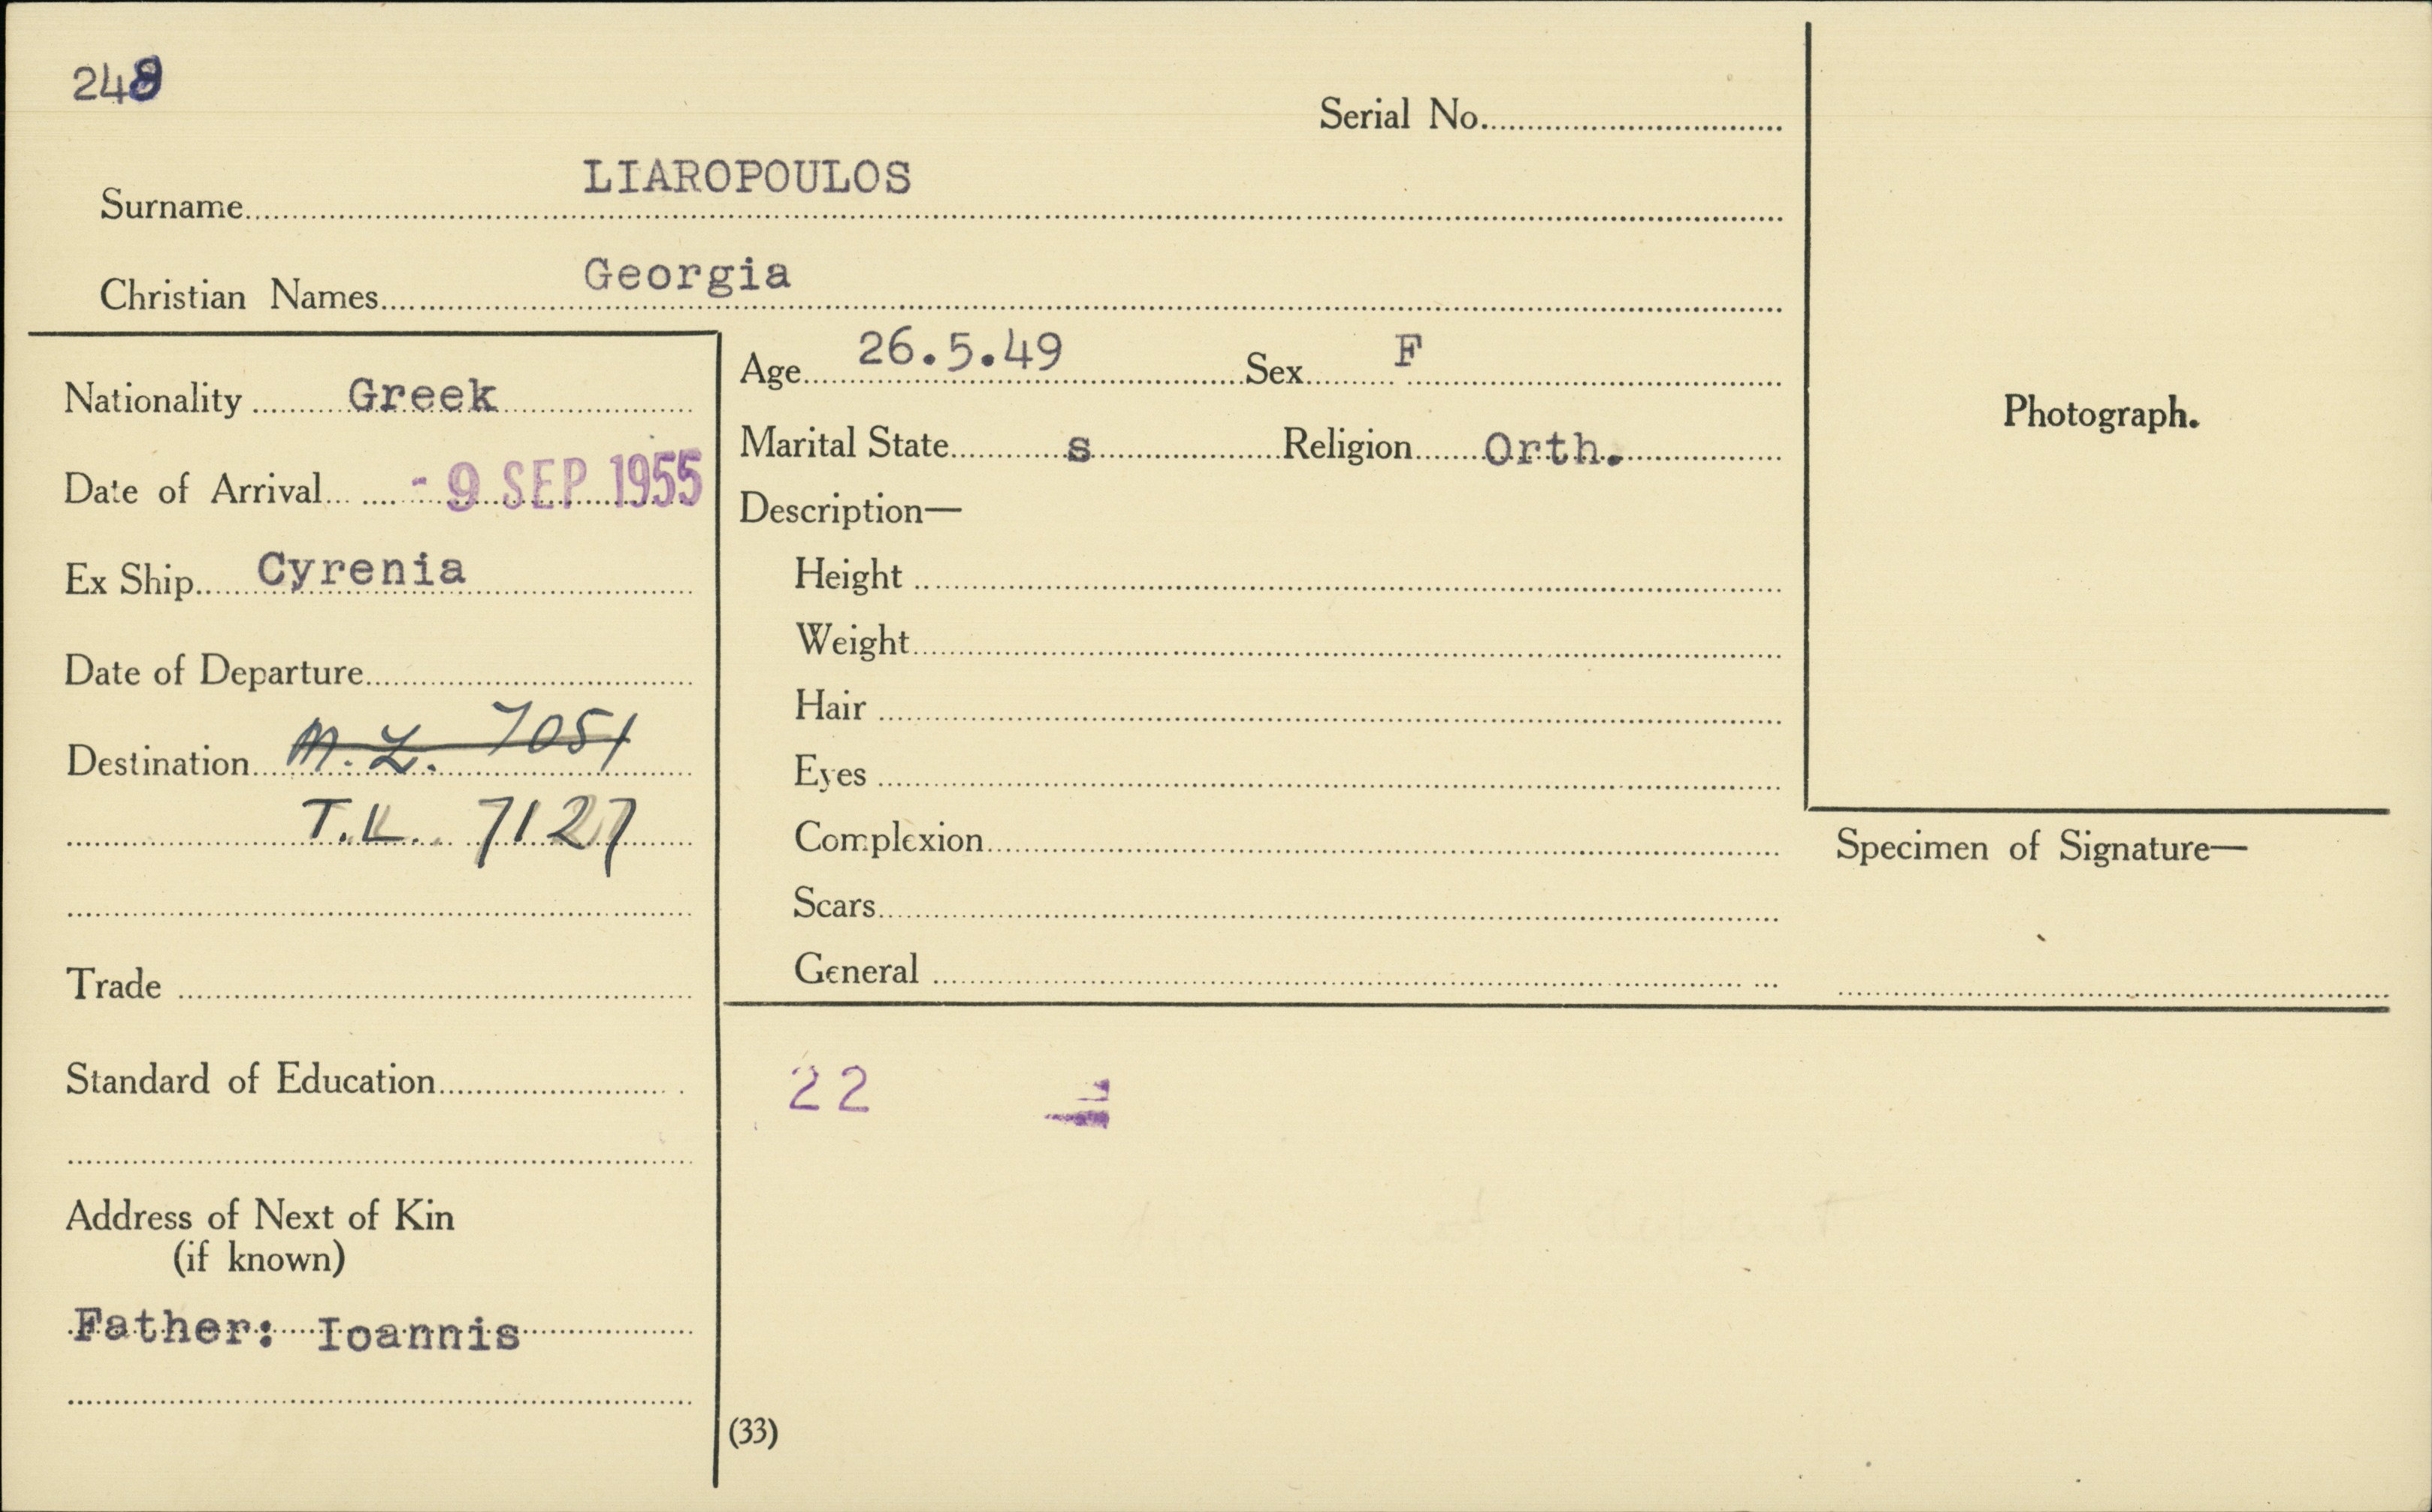 248
Serial No.
Surname LIAROPOULOS
Christian Names Georgia
Nationality Greek
Date of Arrival - 9 SEP 1955
Ex Ship Cyrenia
Date of Departure
Destination M.L. 7051
T.L. 7127
Trade
Standard of Education
Address of Next of Kin
(if known)
Father: Ioannis
Age 26.5.49 Sex F
Marital State s Religion Orth.
Description—
Height
Weight
Hair
Eyes
Complexion
Scars
General
Photograph.
Specimen of Signature—
22
(33)